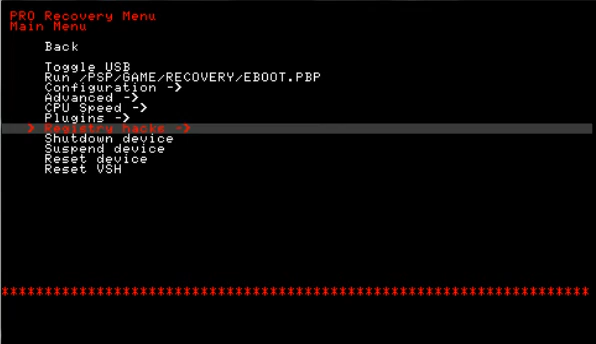 PRO Recovery Menu
Main Menu
Back
Toggle USB
Run /PSP/GAME/RECOVERY/EBOOT.PBP
Configuration ->
Advanced ->
CPU Speed ->
Plugins ->
> Registry hacks ->
Shutdown device
Suspend device
Reset device
Reset VSH
********************************************************************